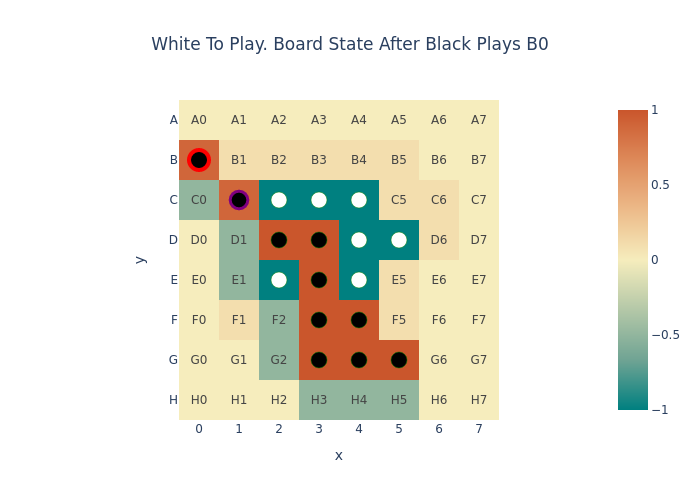 White To Play. Board State After Black Plays B0
A A0 A1 A2 A3 A4 A5 A6 A7
B B1 B2 B3 B4 B5 B6 B7
C C0 C5 C6 C7
D D0 D1 D6 D7
E E0 E1 E5 E6 E7
F F0 F1 F2 F5 F6 F7
G G0 G1 G2 G6 G7
H H0 H1 H2 H3 H4 H5 H6 H7
0 1 2 3 4 5 6 7
x
y
1
0.5
0
−0.5
−1